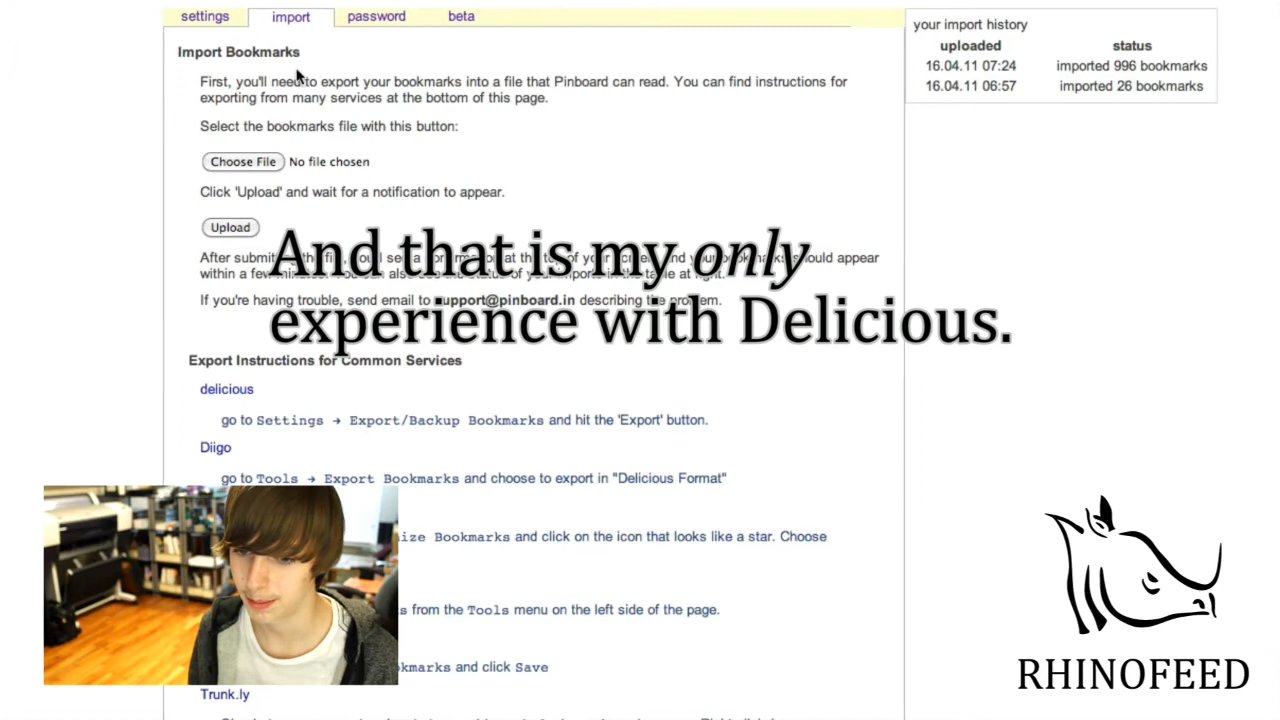 settings import password beta
Import Bookmarks
First, you'll need to export your bookmarks into a file that Pinboard can read. You can find instructions for
exporting from many services at the bottom of this page.
Select the bookmarks file with this button:
Choose File No file chosen
Click 'Upload' and wait for a notification to appear.
Upload
And that is my only
experience with Delicious.
After
within a few
If you're having trouble, send email to support@pinboard.in describing the problem.
Export Instructions for Common Services
delicious
go to Settings → Export/Backup Bookmarks and hit the 'Export' button.
Diigo
go to Tools → Export Bookmarks and choose to export in "Delicious Format"
ize Bookmarks and click on the icon that looks like a star. Choose
s from the Tools menu on the left side of the page.
kmarks and click Save
Trunk.ly
your import history
uploaded status
16.04.11 07:24 imported 996 bookmarks
16.04.11 06:57 imported 26 bookmarks
RHINOFEED